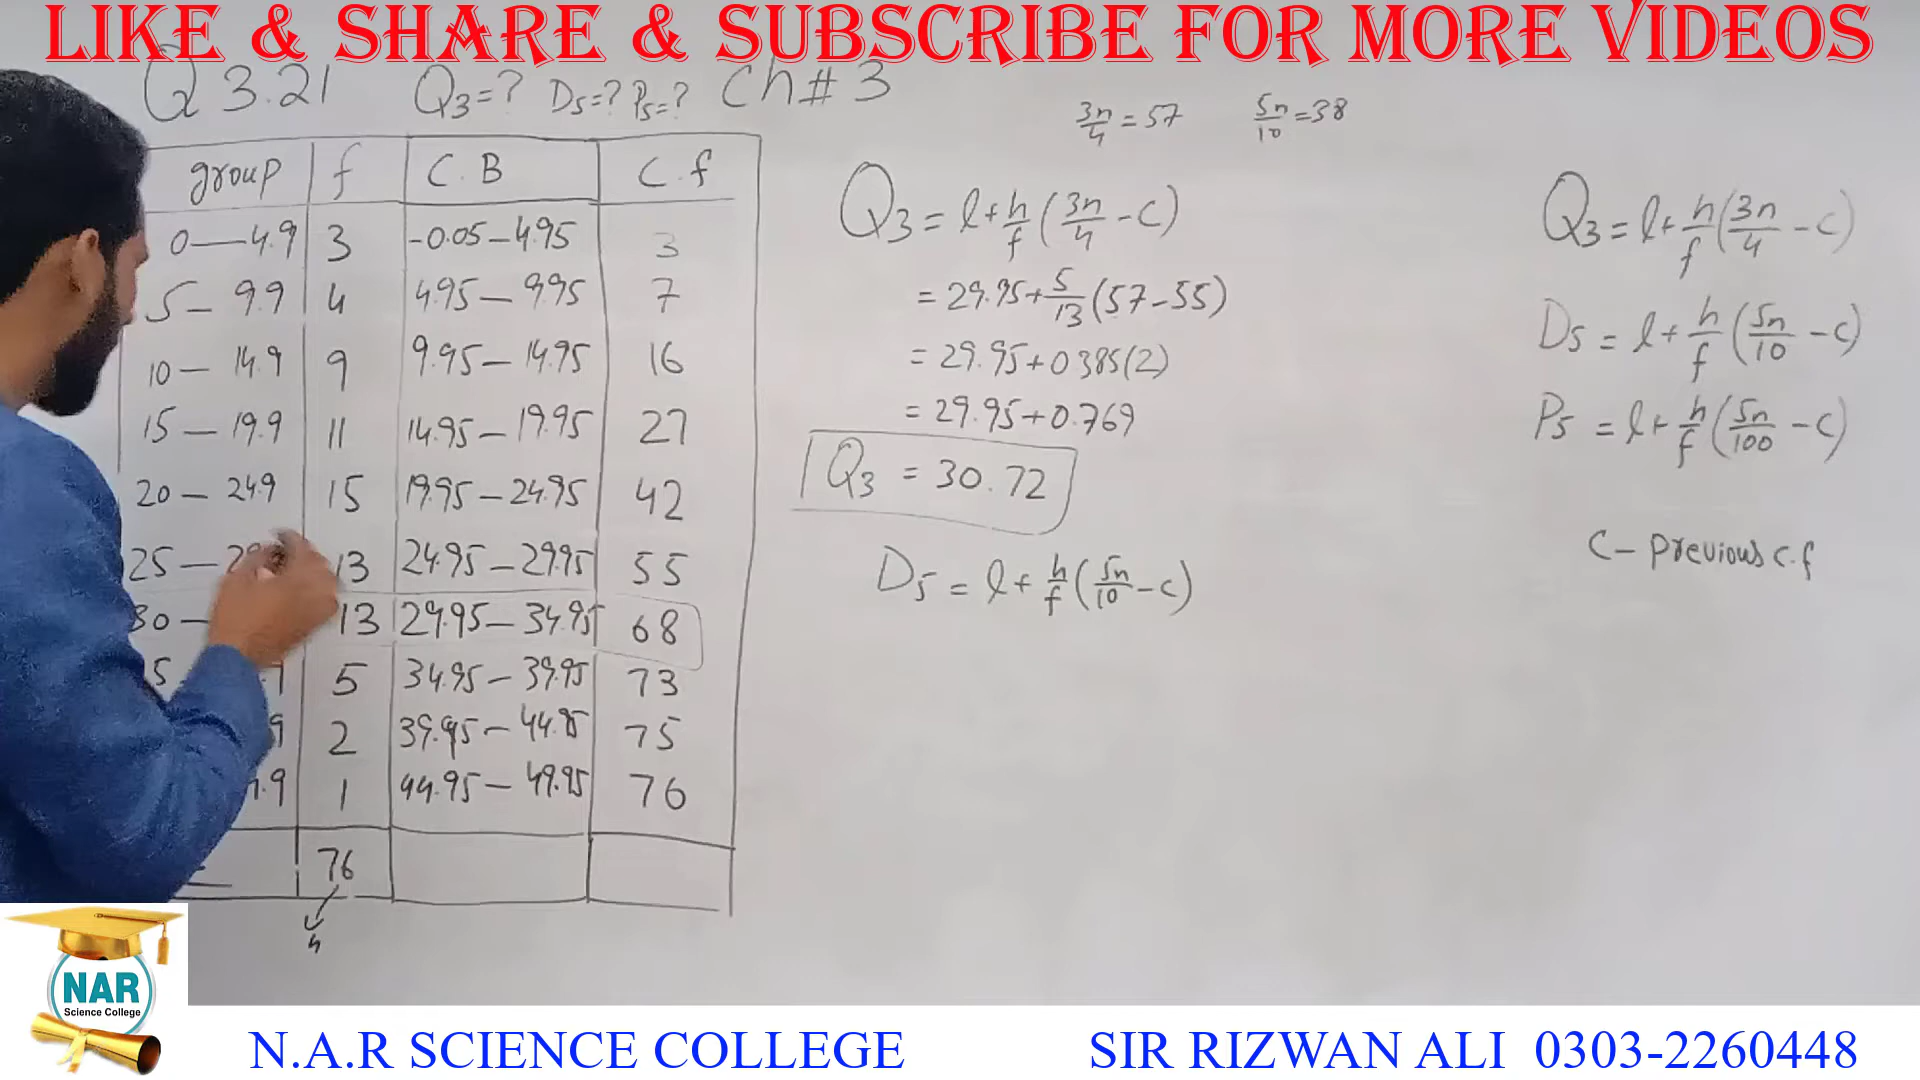 LIKE & SHARE & SUBSCRIBE FOR MORE VIDEOS
Q 3.21 Q3=? D5=? P5=? Ch# 3
3n/4 = 57 5n/10 = 38
group f C.B C.f
0—4.9 3 -0.05—4.95 3
5—9.9 4 4.95—9.95 7
10—14.9 9 9.95—14.95 16
15—19.9 11 14.95—19.95 27
20—24.9 15 19.95—24.95 42
25— 13 24.95—29.95 55
30— 13 29.95—34.95 68
5 34.95—39.95 73
2 39.95—44.95 75
1 44.95—49.95 76
76
n
Q3 = l+h/f(3n/4-C)
= 29.95+5/13(57-55)
= 29.95+0.385(2)
= 29.95+0.769
Q3 = 30.72
D5 = l+h/f(5n/10-C)
Q3 = l+h/f(3n/4-C)
D5 = l+h/f(5n/10-C)
P5 = l+h/f(5n/100-C)
C- previous c.f
NAR
Science College
N.A.R SCIENCE COLLEGE SIR RIZWAN ALI 0303-2260448